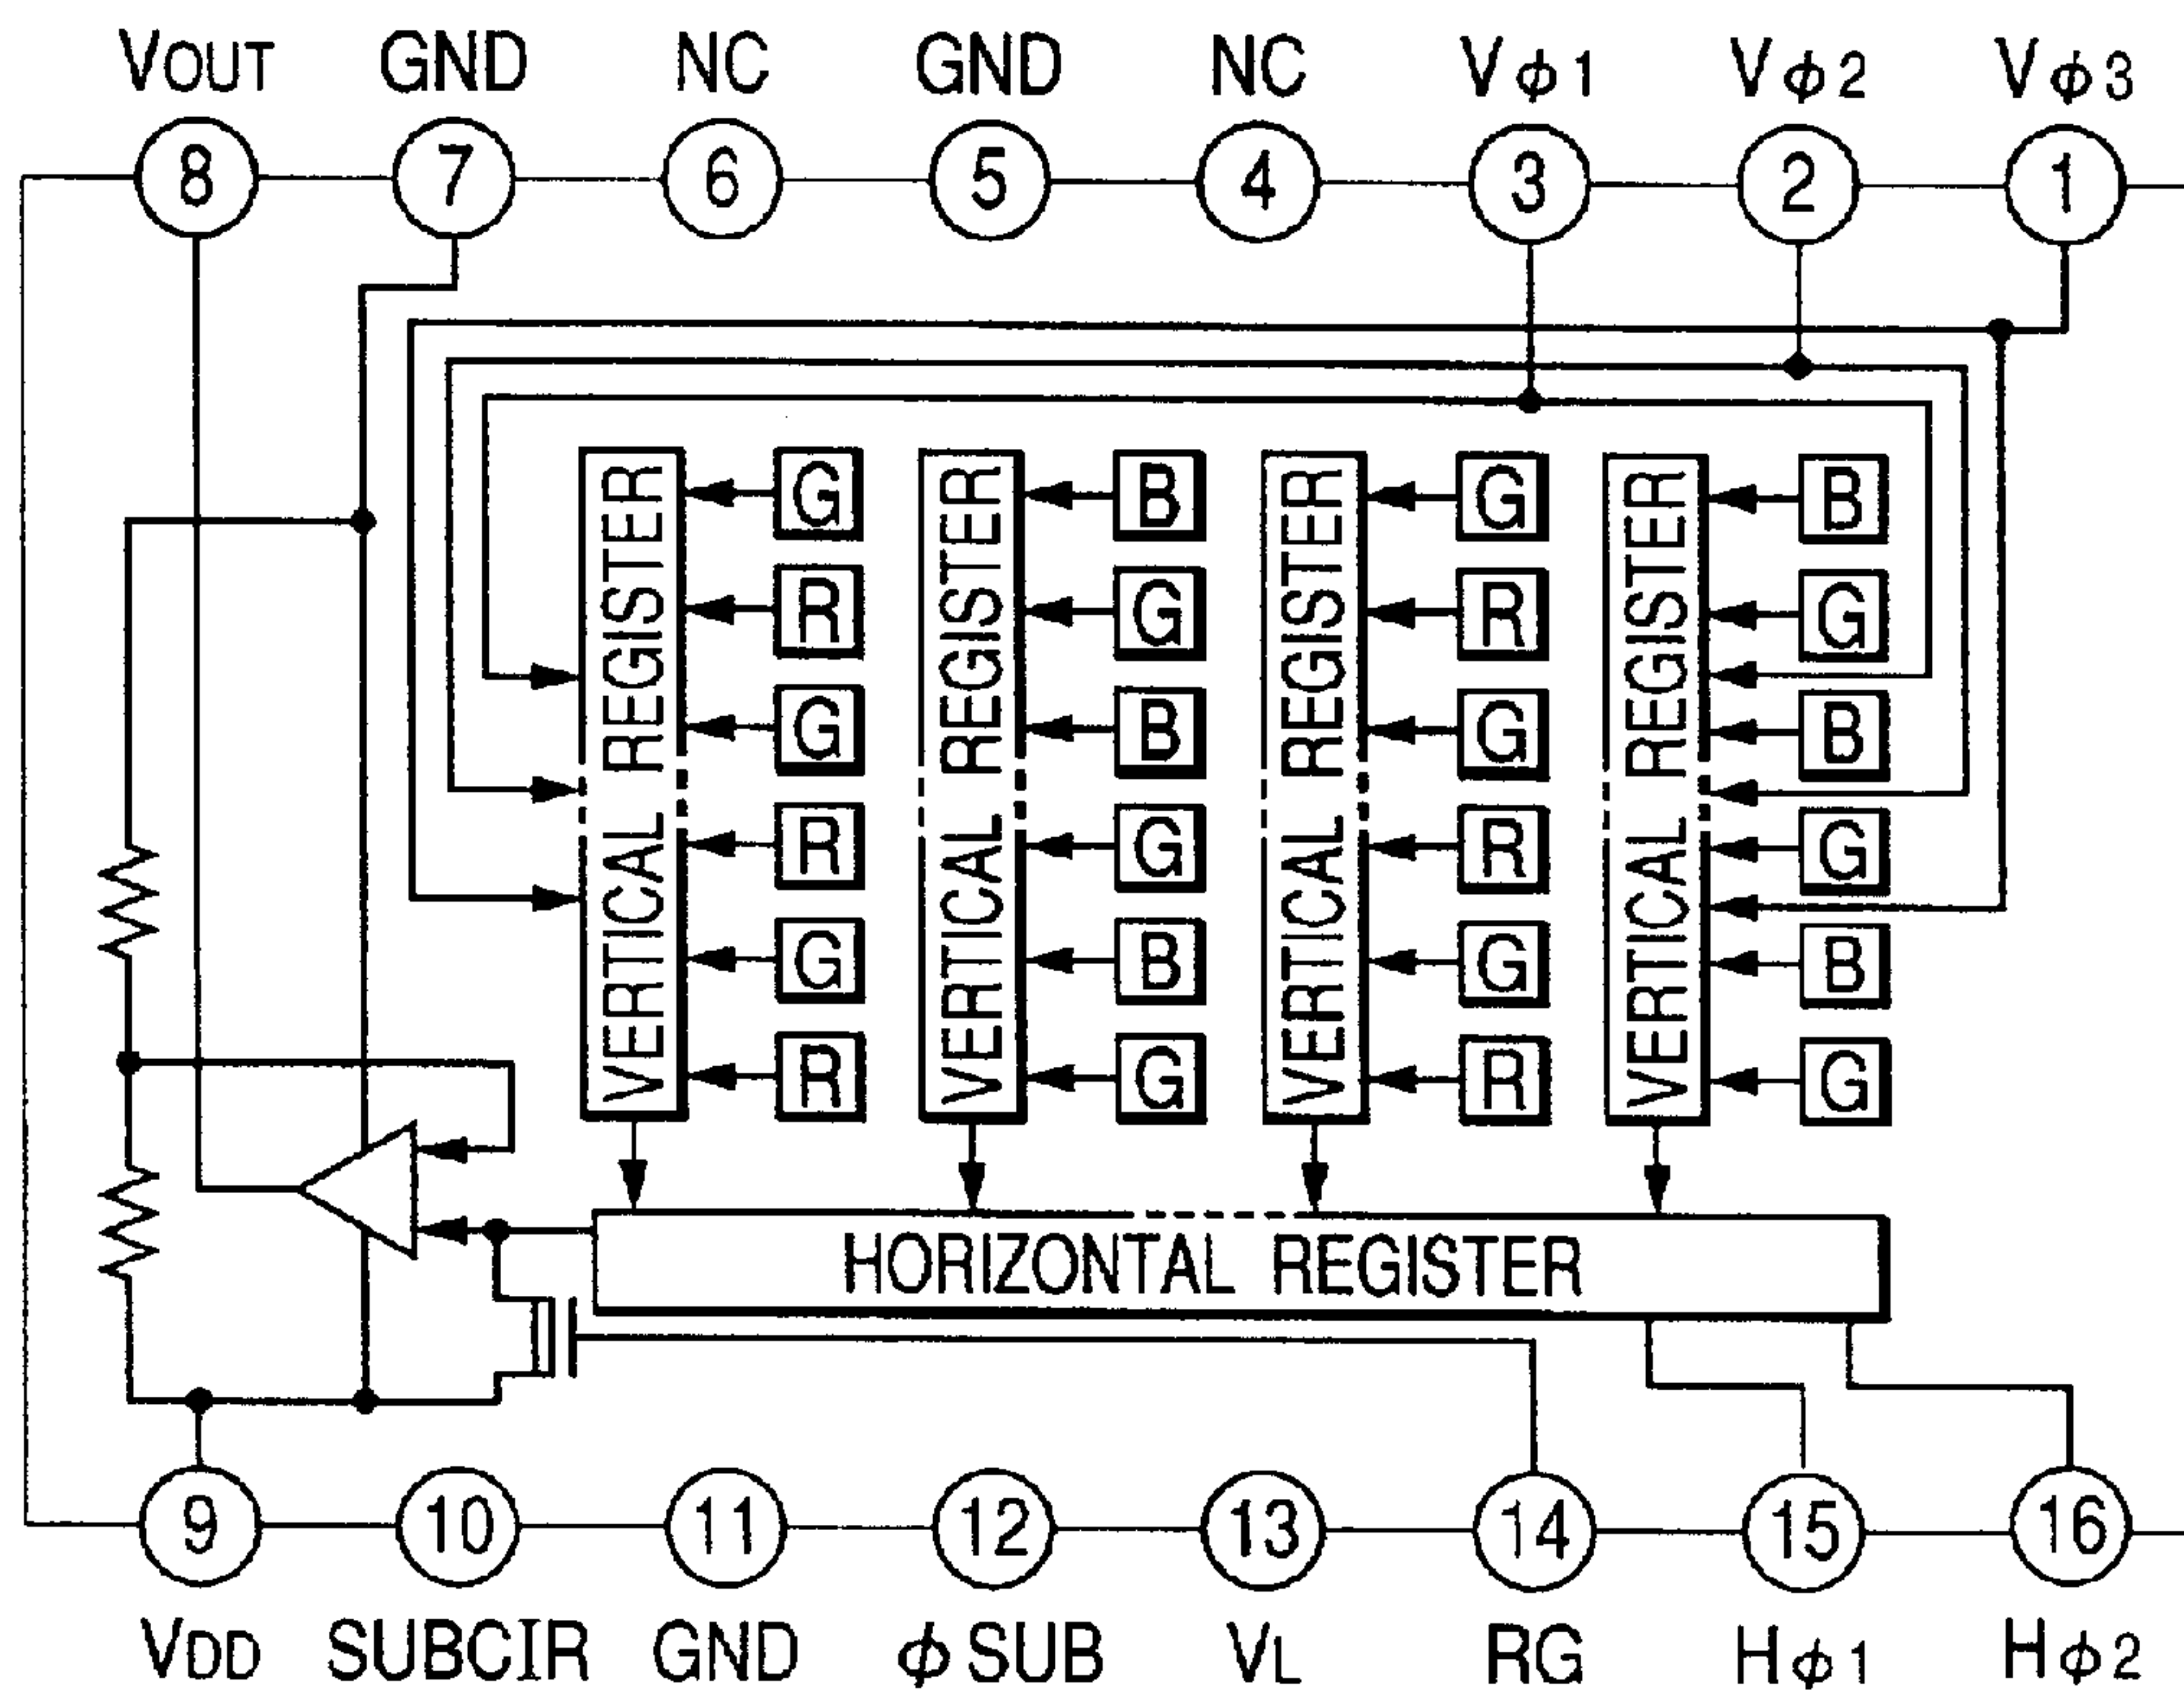 VOUT GND NC GND NC Vϕ1 Vϕ2 Vϕ3
8 7 6 5 4 3 2 1
VERTICAL REGISTER
VERTICAL REGISTER
VERTICAL REGISTER
VERTICAL REGISTER
G B G B
R G R G
G B G B
R G R G
G B G B
R G R G
HORIZONTAL REGISTER
9 10 11 12 13 14 15 16
VDD SUBCIR GND ϕSUB VL RG Hϕ1 Hϕ2